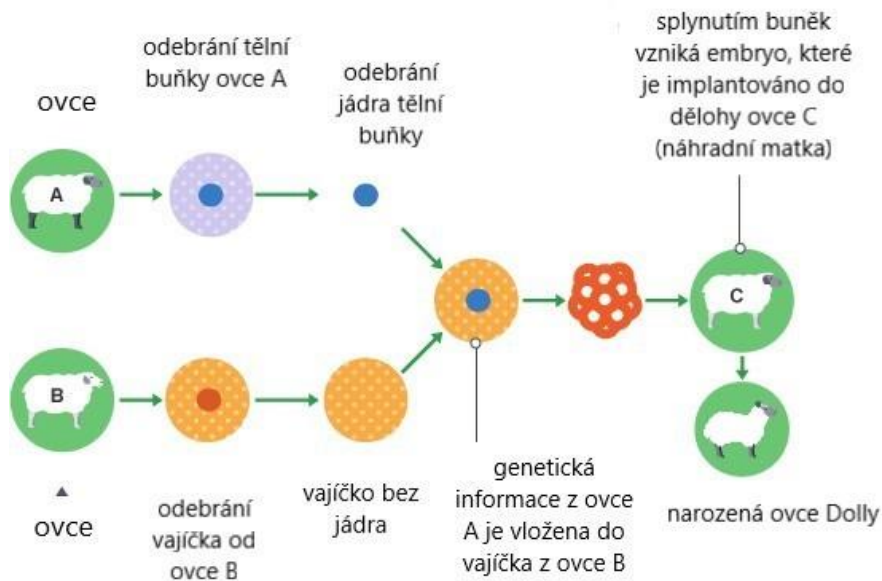 ovce
odebrání tělní
buňky ovce A
odebrání
jádra tělní
buňky
splynutím buněk
vzniká embryo, které
je implantováno do
dělohy ovce C
(náhradní matka)
A
C
B
ovce
odebrání
vajíčka od
ovce B
vajíčko bez
jádra
genetická
informace z ovce
A je vložena do
vajíčka z ovce B
narozená ovce Dolly